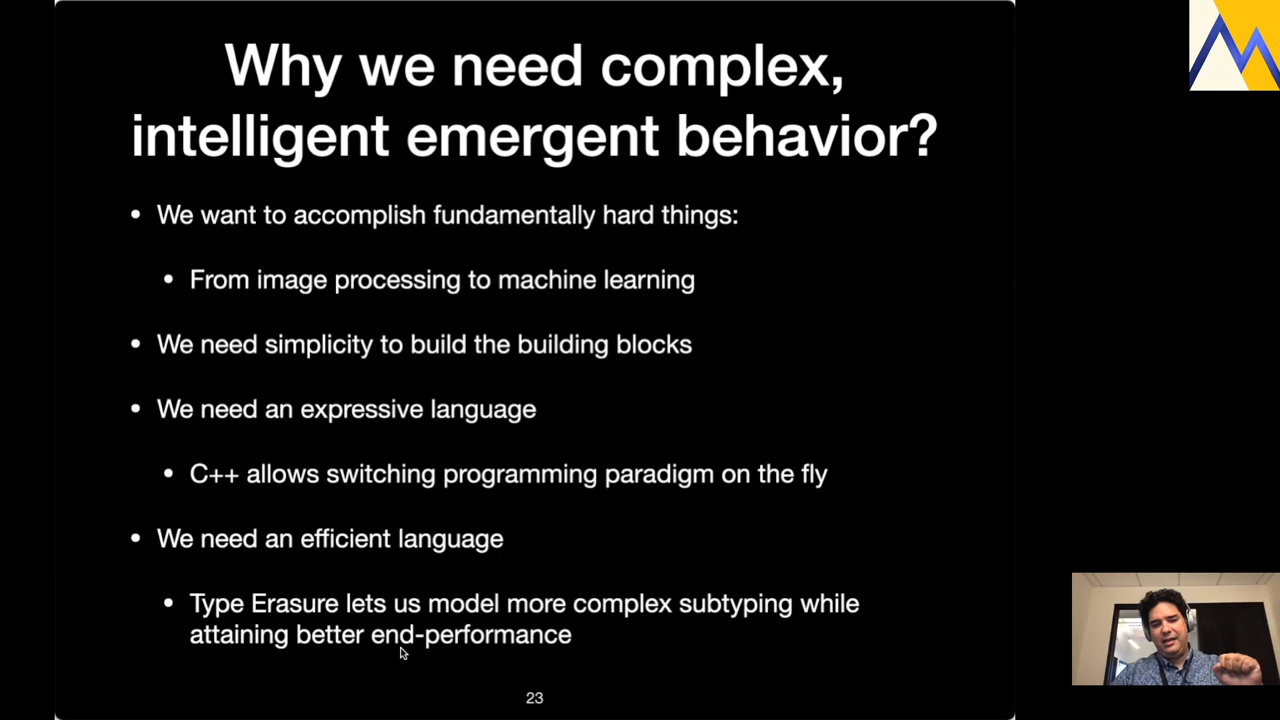 Why we need complex,
intelligent emergent behavior?
• We want to accomplish fundamentally hard things:
• From image processing to machine learning
• We need simplicity to build the building blocks
• We need an expressive language
• C++ allows switching programming paradigm on the fly
• We need an efficient language
• Type Erasure lets us model more complex subtyping while
attaining better end-performance
23